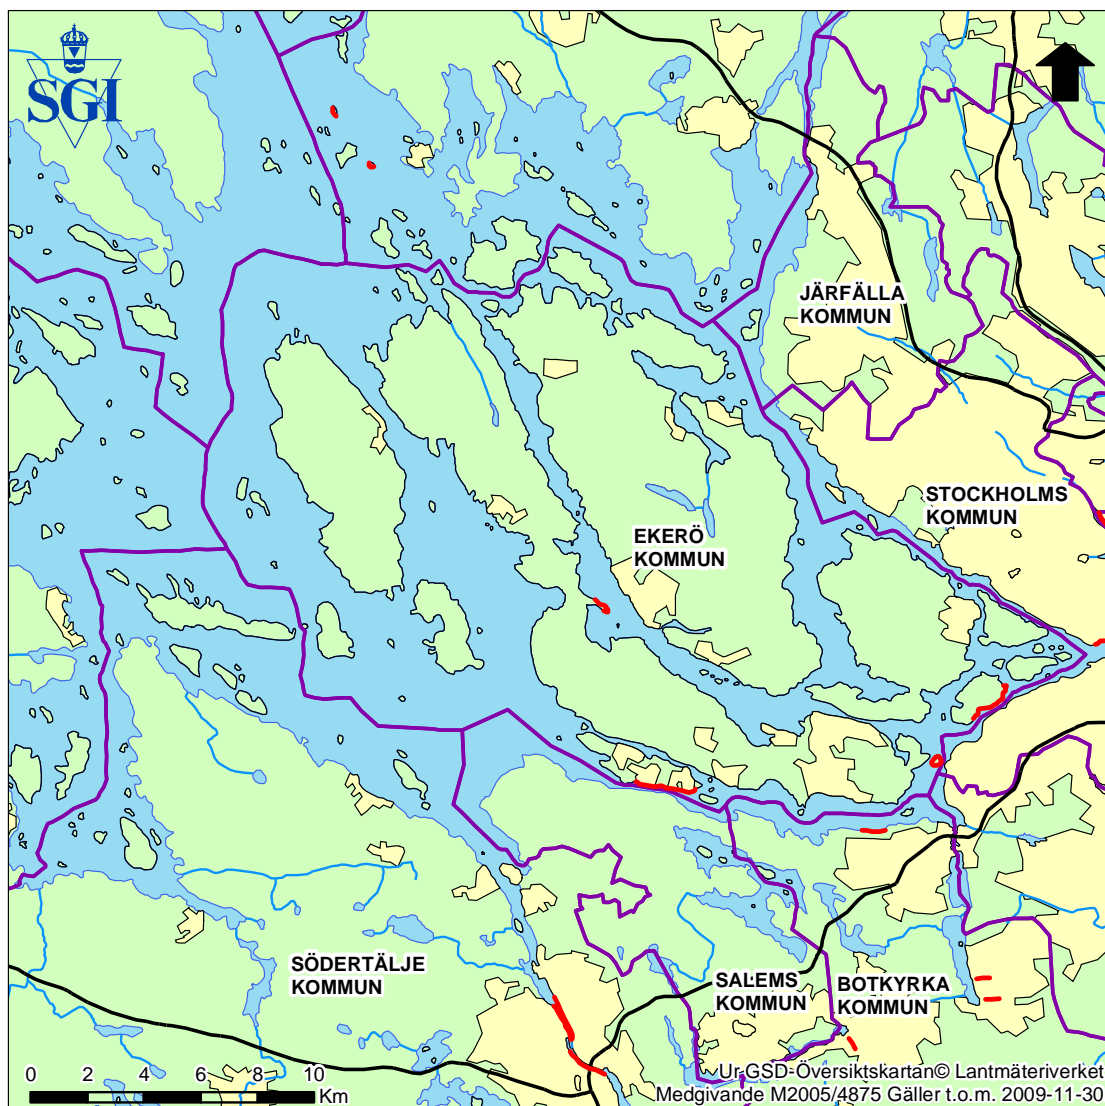 SGI
JÄRFÄLLA
KOMMUN
STOCKHOLMS
KOMMUN
EKERÖ
KOMMUN
SÖDERTÄLJE
KOMMUN
SALEMS
KOMMUN
BOTKYRKA
KOMMUN
0 2 4 6 8 10
Km
Ur GSD-Översiktskartan© Lantmäteriverket
Medgivande M2005/4875 Gäller t.o.m. 2009-11-30